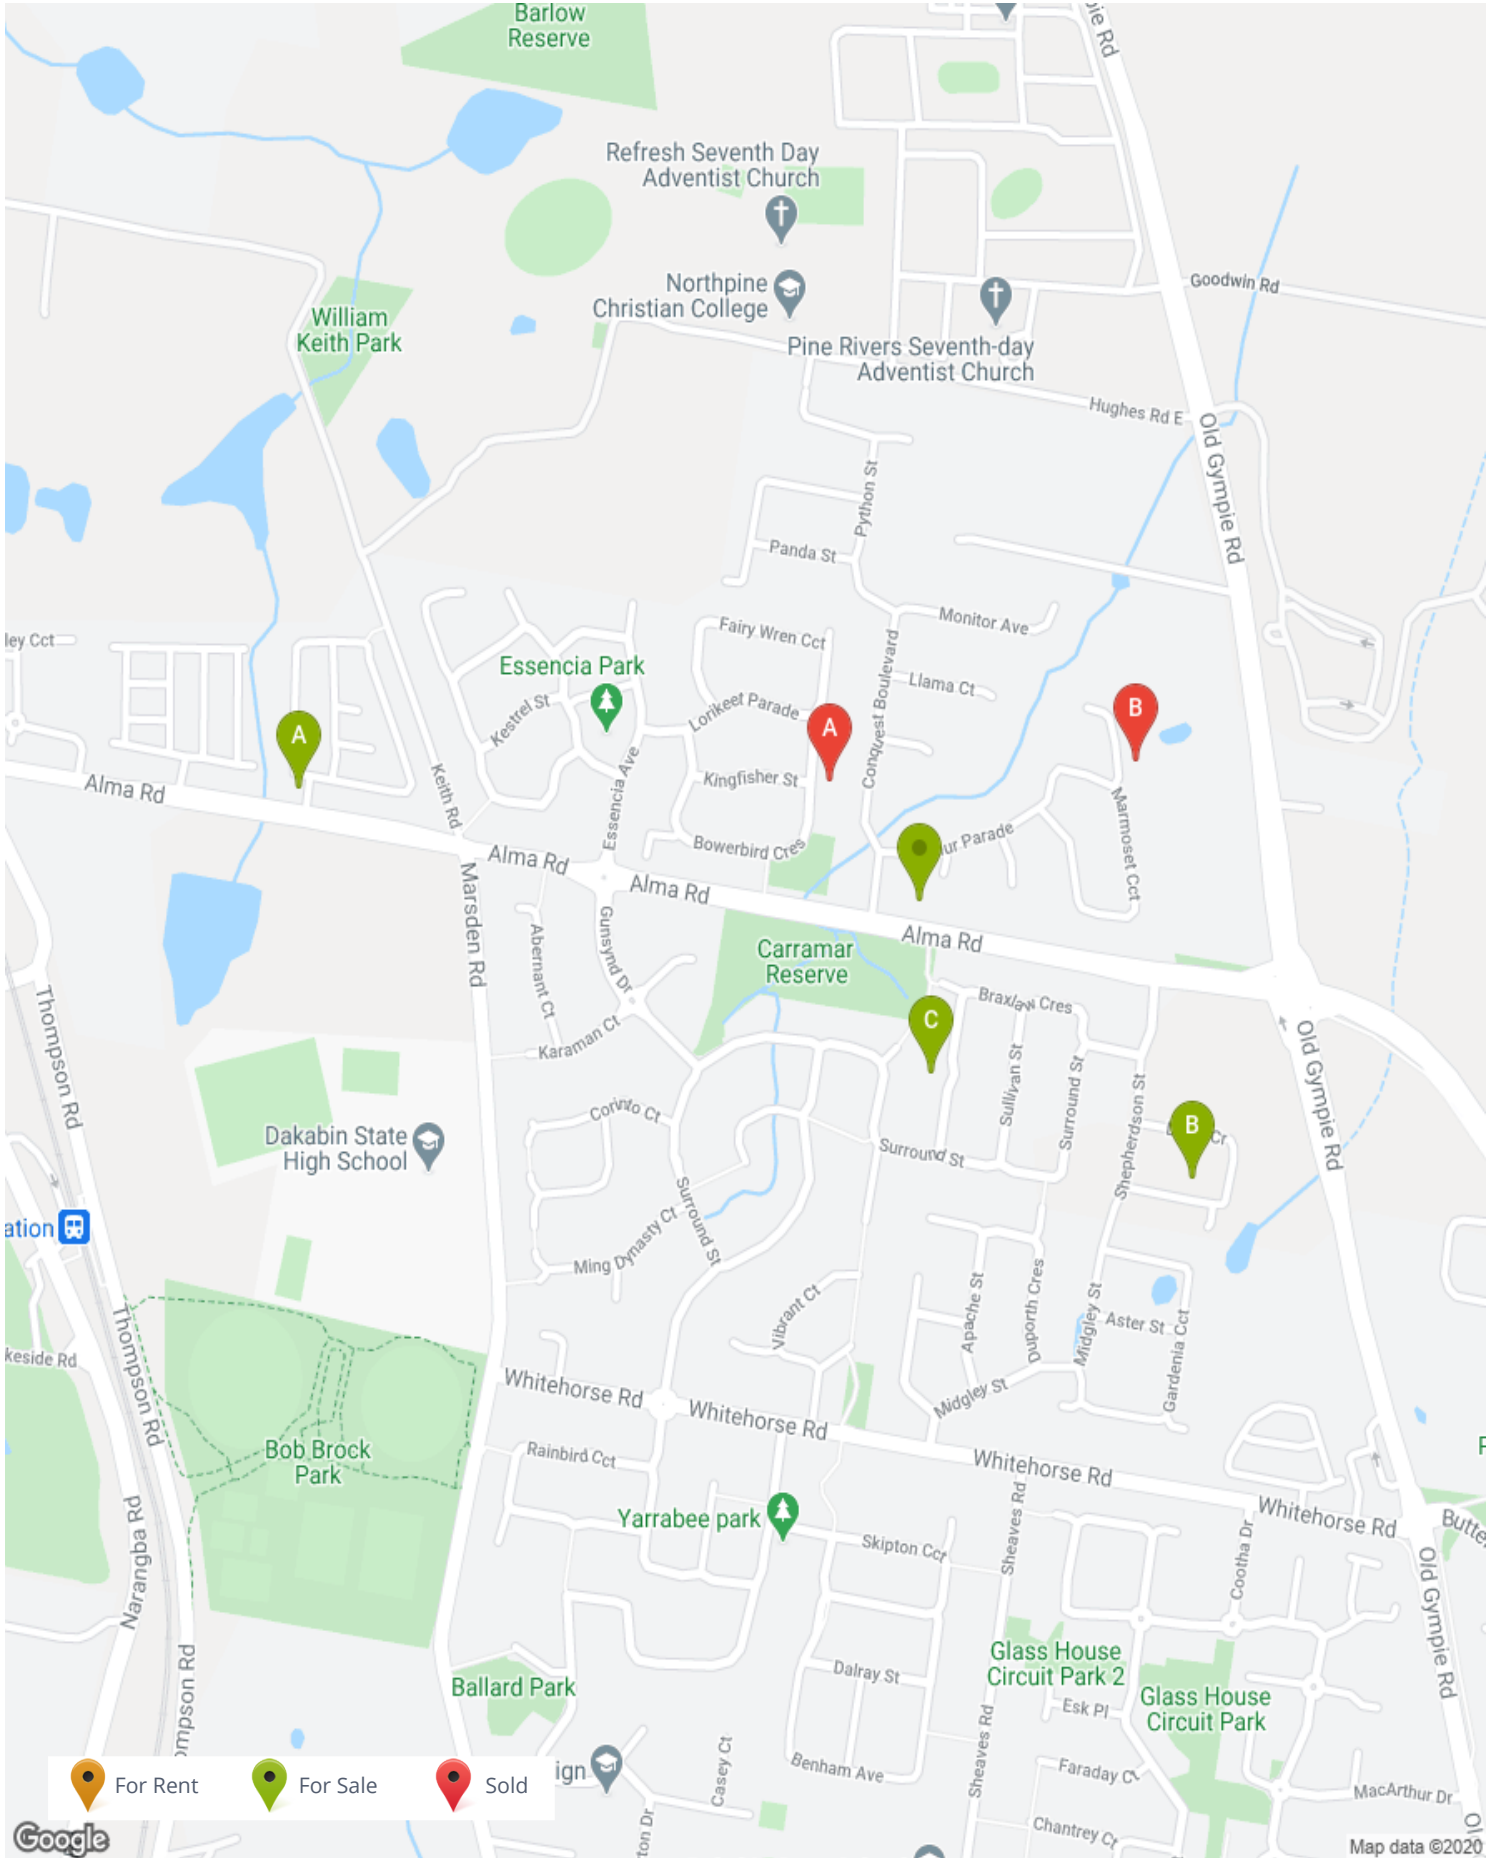 Barlow
Reserve
Refresh Seventh Day
Adventist Church
Northpine
Christian College
Goodwin Rd
William
Keith Park
Pine Rivers Seventh-day
Adventist Church
Hughes Rd E
Old Gympie Rd
Python St
Panda St
Monitor Ave
Fairy Wren Cct
Essencia Park
Llama Ct
Kestrel St
Lorikeet Parade
Conquest Boulevard
A
A
B
Alma Rd
Keith Rd
Essencia Ave
Kingfisher St
Bowerbird Cres
Marmoset Cct
Parade
Alma Rd
Alma Rd
Alma Rd
Marsden Rd
Abernant Ct
Gunsynd Dr
Carramar
Reserve
Braxlaw Cres
Thompson Rd
Karaman Ct
C
Old Gympie Rd
Sullivan St
Surround St
Shepherdson St
B
Cr
Corinto Ct
Dakabin State
High School
Surround St
Surround St
Ming Dynasty Ct
Thompson Rd
Vibrant Ct
Apache St
Duporth Cres
Midgley St
Aster St
Gardenia Cct
Whitehorse Rd
Whitehorse Rd
Midgley St
Rainbird Cct
Bob Brock
Park
Whitehorse Rd
Whitehorse Rd
Narangba Rd
Yarrabee park
Skipton Cct
Sheaves Rd
Cootha Dr
Old Gympie Rd
Glass House
Circuit Park 2
Ballard Park
Dalray St
Esk Pl
Glass House
Circuit Park
Sheaves Rd
Casey Ct
Benham Ave
Faraday Ct
MacArthur Dr
For Rent
For Sale
Sold
Chantrey Ct
Google
Map data ©2020